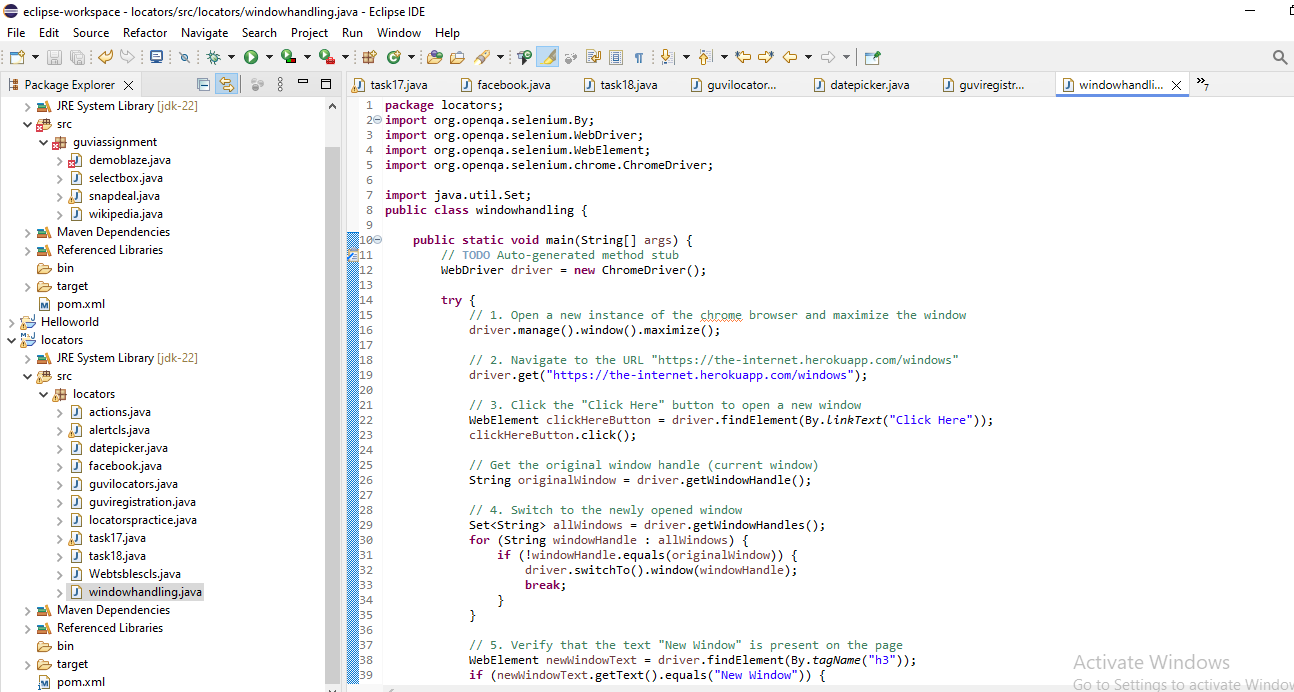 eclipse-workspace - locators/src/locators/windowhandling.java - Eclipse IDE
File Edit Source Refactor Navigate Search Project Run Window Help
Package Explorer
task17.java facebook.java task18.java guvilocator... datepicker.java guviregistr... windowhandli... 7
JRE System Library [jdk-22]
src
guviassignment
demoblaze.java
selectbox.java
snapdeal.java
wikipedia.java
Maven Dependencies
Referenced Libraries
bin
target
pom.xml
Helloworld
locators
JRE System Library [jdk-22]
src
locators
actions.java
alertcls.java
datepicker.java
facebook.java
guvilocators.java
guviregistration.java
locatorspractice.java
task17.java
task18.java
Webtsblescls.java
windowhandling.java
Maven Dependencies
Referenced Libraries
bin
target
pom.xml
1 package locators;
2 import org.openqa.selenium.By;
3 import org.openqa.selenium.WebDriver;
4 import org.openqa.selenium.WebElement;
5 import org.openqa.selenium.chrome.ChromeDriver;
6
7 import java.util.Set;
8 public class windowhandling {
9
10 public static void main(String[] args) {
11 // TODO Auto-generated method stub
12 WebDriver driver = new ChromeDriver();
13
14 try {
15 // 1. Open a new instance of the chrome browser and maximize the window
16 driver.manage().window().maximize();
17
18 // 2. Navigate to the URL "https://the-internet.herokuapp.com/windows"
19 driver.get("https://the-internet.herokuapp.com/windows");
20
21 // 3. Click the "Click Here" button to open a new window
22 WebElement clickHereButton = driver.findElement(By.linkText("Click Here"));
23 clickHereButton.click();
24
25 // Get the original window handle (current window)
26 String originalWindow = driver.getWindowHandle();
27
28 // 4. Switch to the newly opened window
29 Set<String> allWindows = driver.getWindowHandles();
30 for (String windowHandle : allWindows) {
31 if (!windowHandle.equals(originalWindow)) {
32 driver.switchTo().window(windowHandle);
33 break;
34 }
35 }
36
37 // 5. Verify that the text "New Window" is present on the page
38 WebElement newWindowText = driver.findElement(By.tagName("h3"));
39 if (newWindowText.getText().equals("New Window")) {
Activate Windows
Go to Settings to activate Window